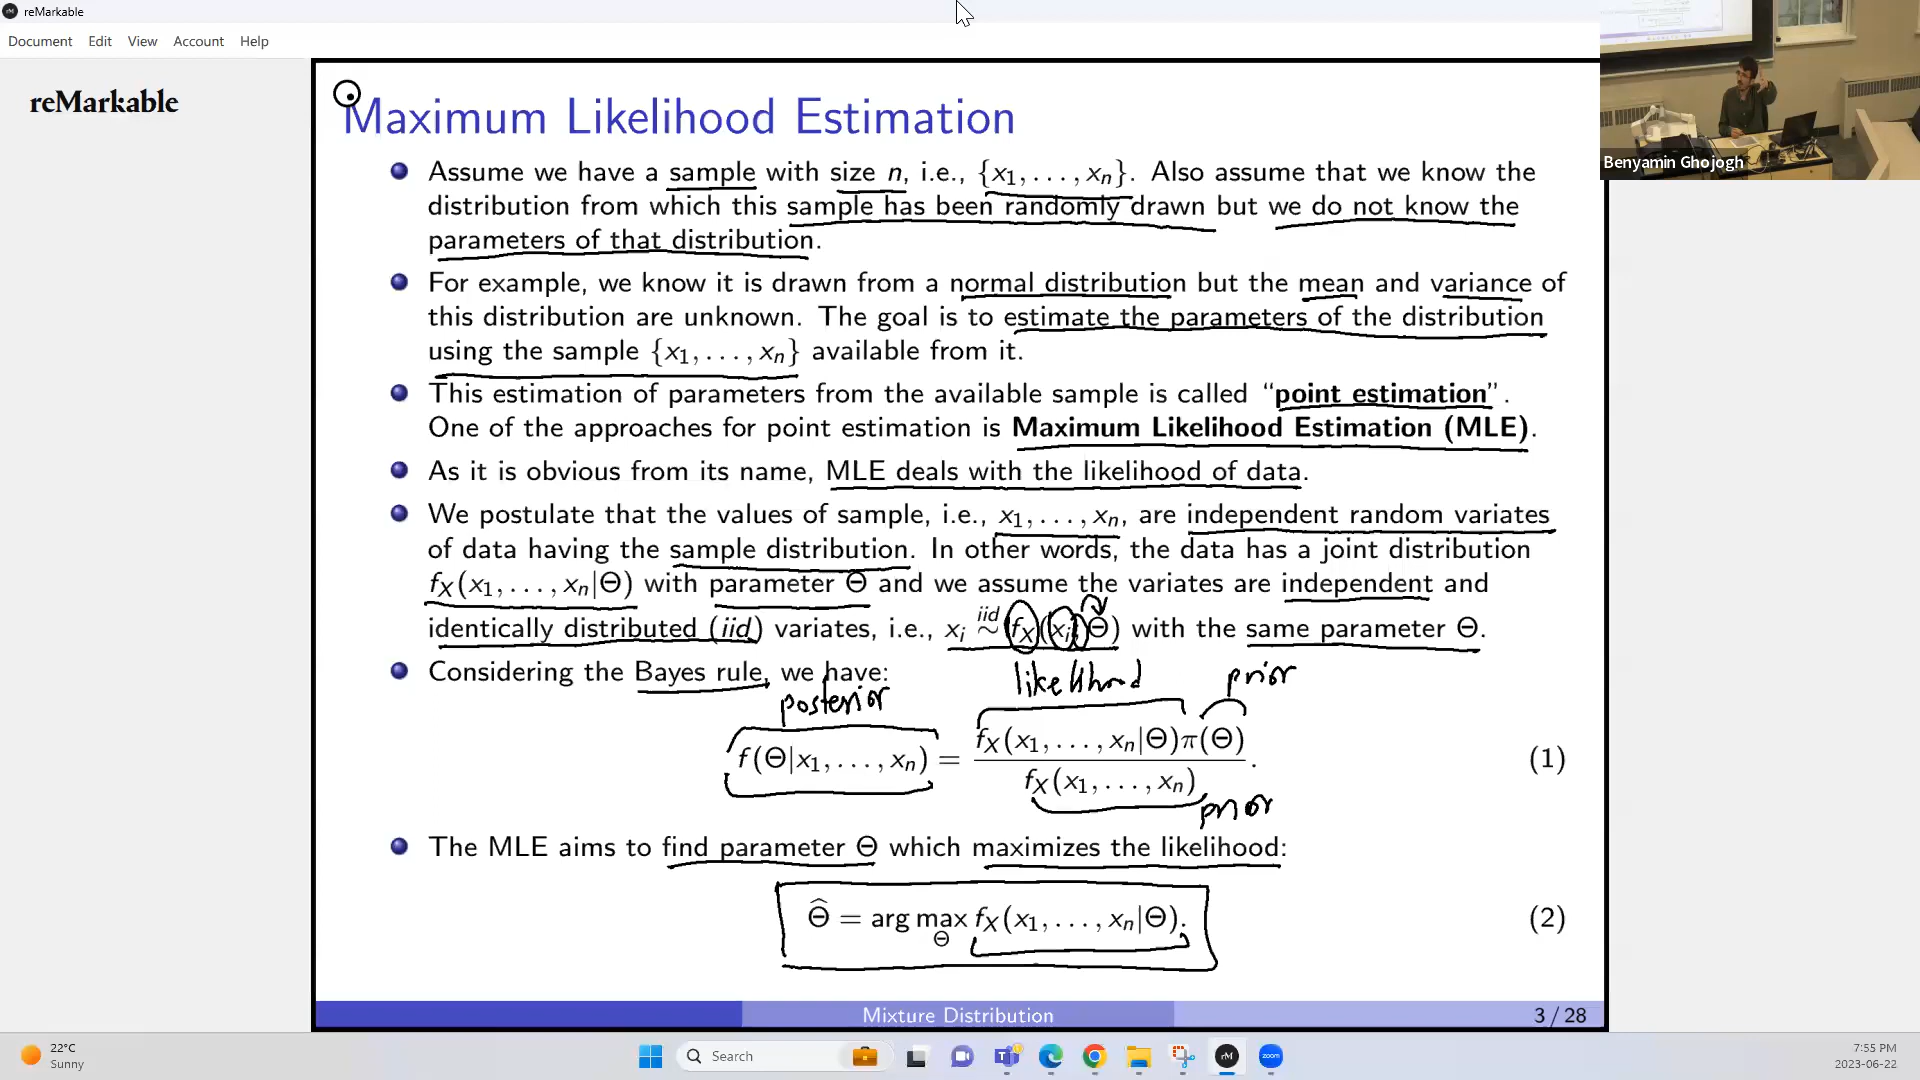 reMarkable
Document Edit View Account Help
reMarkable
Benyamin Ghojogh
Maximum Likelihood Estimation
Assume we have a sample with size n, i.e., {x₁, . . . , xₙ}. Also assume that we know the
distribution from which this sample has been randomly drawn but we do not know the
parameters of that distribution.
For example, we know it is drawn from a normal distribution but the mean and variance of
this distribution are unknown. The goal is to estimate the parameters of the distribution
using the sample {x₁, . . . , xₙ} available from it.
This estimation of parameters from the available sample is called “point estimation”.
One of the approaches for point estimation is Maximum Likelihood Estimation (MLE).
As it is obvious from its name, MLE deals with the likelihood of data.
We postulate that the values of sample, i.e., x₁, . . . , xₙ, are independent random variates
of data having the sample distribution. In other words, the data has a joint distribution
f_X(x₁, . . . , xₙ|Θ) with parameter Θ and we assume the variates are independent and
identically distributed (iid) variates, i.e., xᵢ iid ∼ f_X(xᵢ; Θ) with the same parameter Θ.
Considering the Bayes rule, we have:
posterior likelihood prior
f(Θ|x₁, . . . , xₙ) = f_X(x₁, . . . , xₙ|Θ)π(Θ) / f_X(x₁, . . . , xₙ) . (1)
prior
The MLE aims to find parameter Θ which maximizes the likelihood:
Θ̂ = arg max f_X(x₁, . . . , xₙ|Θ). (2)
Θ
Mixture Distribution 3 / 28
22°C
Sunny
Search
rM
zoom
7:55 PM
2023-06-22